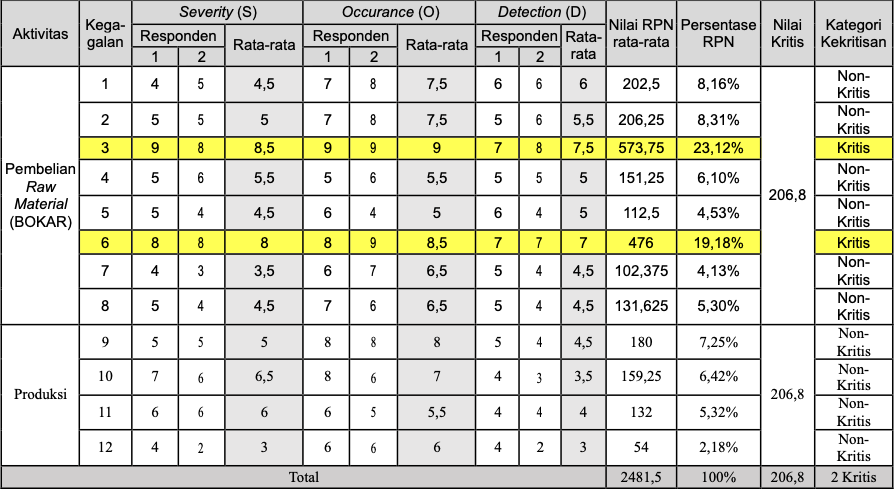 Aktivitas | Kega-galan | Severity (S) | Occurance (O) | Detection (D) | Nilai RPN rata-rata | Persentase RPN | Nilai Kritis | Kategori Kekritisan
Responden | Rata-rata | Responden | Rata-rata | Responden | Rata-rata
1 | 2 | 1 | 2 | 1 | 2
Pembelian Raw Material (BOKAR) | 1 | 4 | 5 | 4,5 | 7 | 8 | 7,5 | 6 | 6 | 6 | 202,5 | 8,16% | 206,8 | Non-Kritis
2 | 5 | 5 | 5 | 7 | 8 | 7,5 | 5 | 6 | 5,5 | 206,25 | 8,31% | Non-Kritis
3 | 9 | 8 | 8,5 | 9 | 9 | 9 | 7 | 8 | 7,5 | 573,75 | 23,12% | Kritis
4 | 5 | 6 | 5,5 | 5 | 6 | 5,5 | 5 | 5 | 5 | 151,25 | 6,10% | Non-Kritis
5 | 5 | 4 | 4,5 | 6 | 4 | 5 | 6 | 4 | 5 | 112,5 | 4,53% | Non-Kritis
6 | 8 | 8 | 8 | 8 | 9 | 8,5 | 7 | 7 | 7 | 476 | 19,18% | Kritis
7 | 4 | 3 | 3,5 | 6 | 7 | 6,5 | 5 | 4 | 4,5 | 102,375 | 4,13% | Non-Kritis
8 | 5 | 4 | 4,5 | 7 | 6 | 6,5 | 5 | 4 | 4,5 | 131,625 | 5,30% | Non-Kritis
Produksi | 9 | 5 | 5 | 5 | 8 | 8 | 8 | 5 | 4 | 4,5 | 180 | 7,25% | 206,8 | Non-Kritis
10 | 7 | 6 | 6,5 | 8 | 6 | 7 | 4 | 3 | 3,5 | 159,25 | 6,42% | Non-Kritis
11 | 6 | 6 | 6 | 6 | 5 | 5,5 | 4 | 4 | 4 | 132 | 5,32% | Non-Kritis
12 | 4 | 2 | 3 | 6 | 6 | 6 | 4 | 2 | 3 | 54 | 2,18% | Non-Kritis
Total | 2481,5 | 100% | 206,8 | 2 Kritis